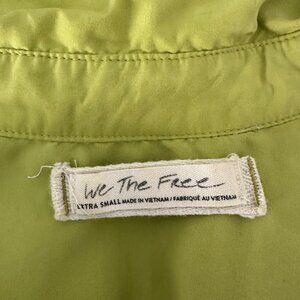 We The Free
EXTRA SMALL MADE IN VIETNAM / FABRIQUÉ AU VIETNAM